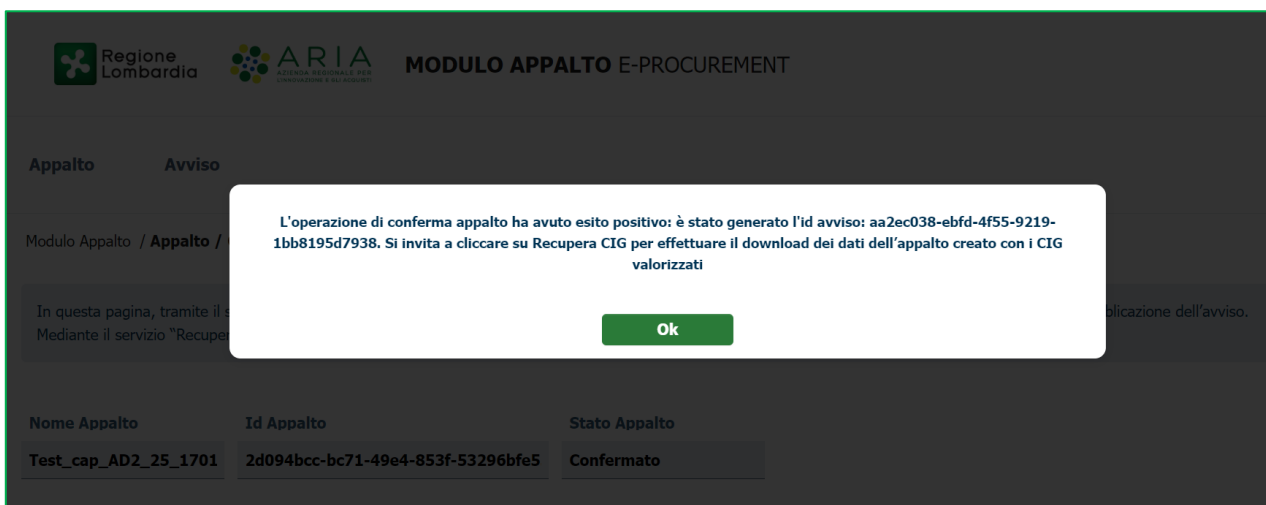 Regione
Lombardia
ARIA
AZIENDA REGIONALE PER
L'INNOVAZIONE E GLI ACQUISTI
MODULO APPALTO E-PROCUREMENT
Appalto Avviso
L'operazione di conferma appalto ha avuto esito positivo: è stato generato l'id avviso: aa2ec038-ebfd-4f55-9219-
1bb8195d7938. Si invita a cliccare su Recupera CIG per effettuare il download dei dati dell'appalto creato con i CIG
valorizzati
Modulo Appalto / Appalto /
In questa pagina, tramite il blicazione dell'avviso.
Mediante il servizio "Recuper
Ok
Nome Appalto Id Appalto Stato Appalto
Test_cap_AD2_25_1701 2d094bcc-bc71-49e4-853f-53296bfe5 Confermato